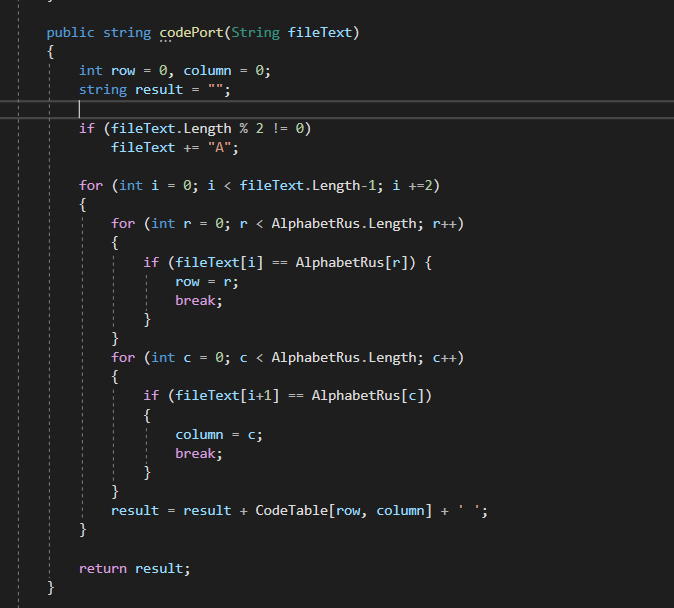 public string codePort(String fileText)
{
int row = 0, column = 0;
string result = "";
if (fileText.Length % 2 != 0)
fileText += "A";
for (int i = 0; i < fileText.Length-1; i +=2)
{
for (int r = 0; r < AlphabetRus.Length; r++)
{
if (fileText[i] == AlphabetRus[r]) {
row = r;
break;
}
}
for (int c = 0; c < AlphabetRus.Length; c++)
{
if (fileText[i+1] == AlphabetRus[c])
{
column = c;
break;
}
}
result = result + CodeTable[row, column] + ' ';
}
return result;
}